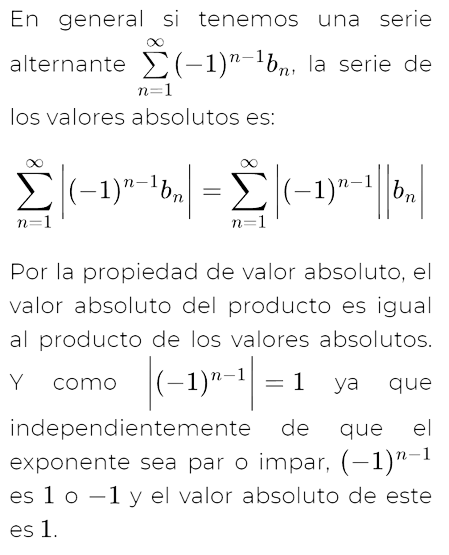 En general si tenemos una serie
alternante $\sum_{n=1}^{\infty}(-1)^{n-1}b_n$, la serie de
los valores absolutos es:
$\sum_{n=1}^{\infty}\left|(-1)^{n-1}b_n\right| = \sum_{n=1}^{\infty}\left|(-1)^{n-1}\right|\left|b_n\right|$
Por la propiedad de valor absoluto, el
valor absoluto del producto es igual
al producto de los valores absolutos.
Y como $\left|(-1)^{n-1}\right| = 1$ ya que
independientemente de que el
exponente sea par o impar, $(-1)^{n-1}$
es 1 o −1 y el valor absoluto de este
es 1.